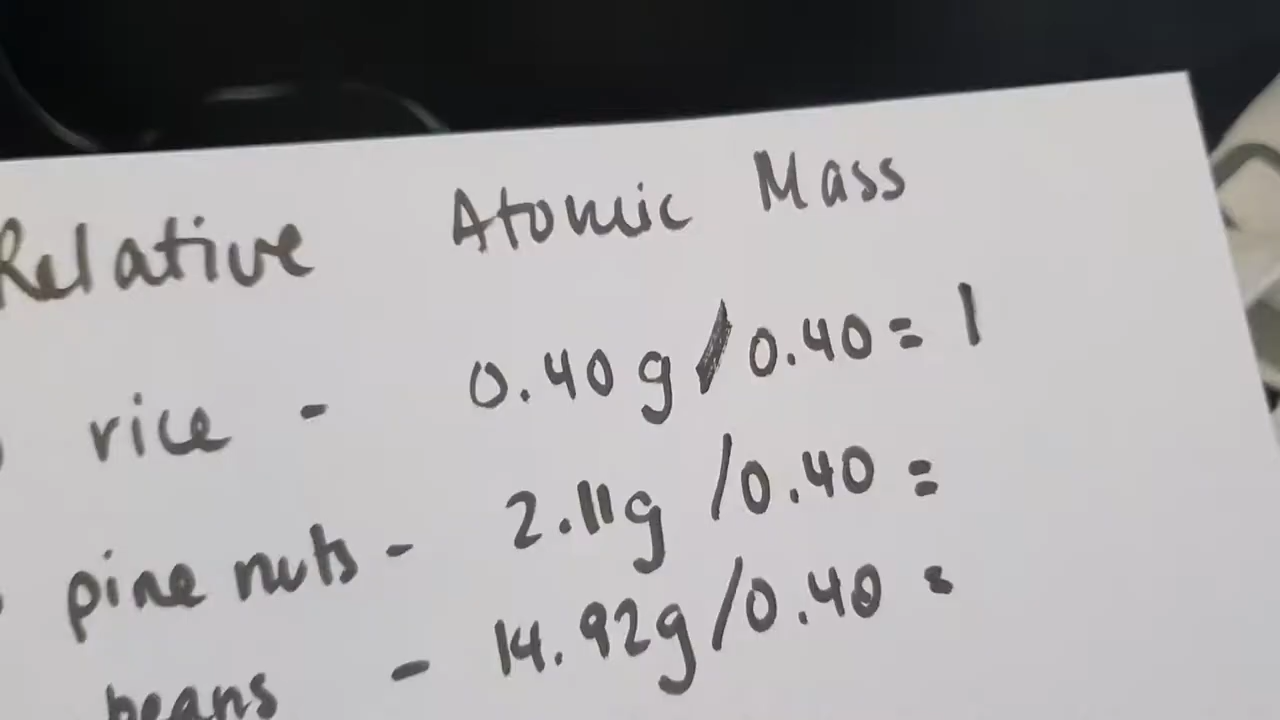 Relative Atomic Mass
rice - 0.40g/0.40 = 1
pine nuts - 2.11g/0.40 =
beans - 14.92g/0.40 =